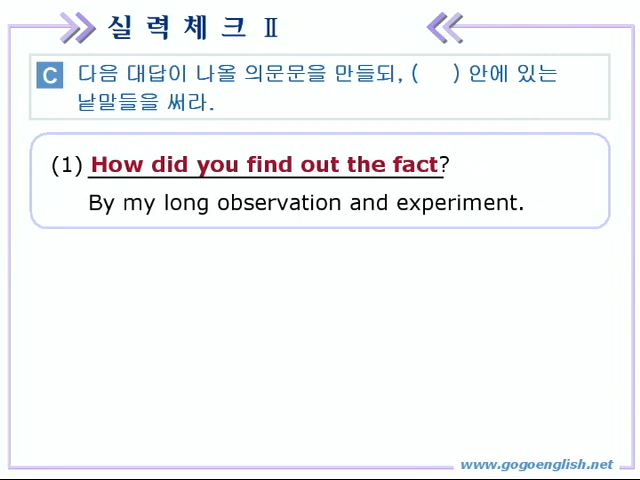 실 력 체 크 Ⅱ
C 다음 대답이 나올 의문문을 만들되, ( ) 안에 있는
낱말들을 써라.
(1) How did you find out the fact?
By my long observation and experiment.
www.gogoenglish.net